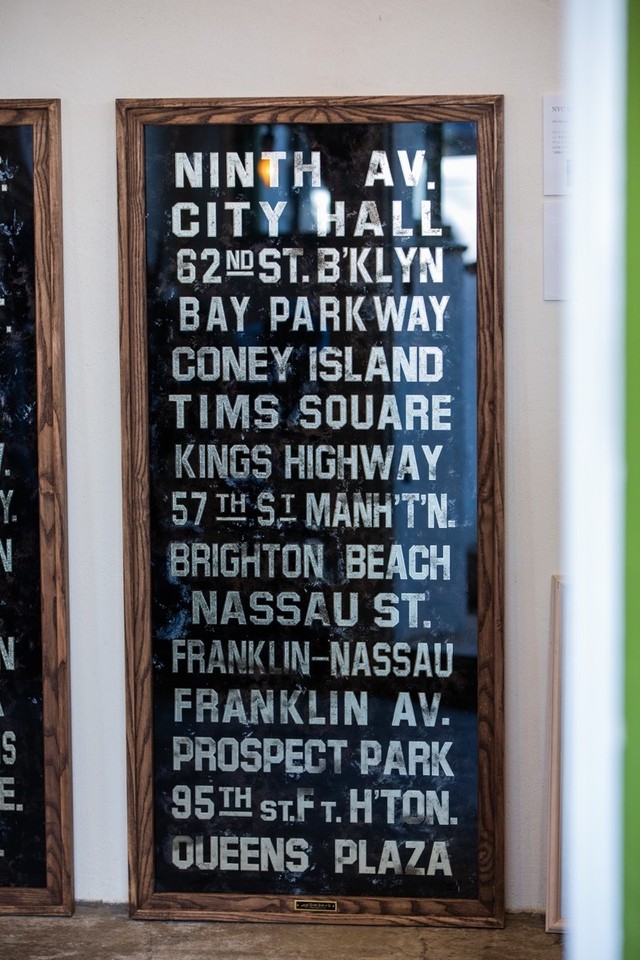 NINTH AV.
CITY HALL
62ND ST. B'KLYN
BAY PARKWAY
CONEY ISLAND
TIMS SQUARE
KINGS HIGHWAY
57TH ST MANH'T'N.
BRIGHTON BEACH
NASSAU ST.
FRANKLIN-NASSAU
FRANKLIN AV.
PROSPECT PARK
95TH ST. FT. H'TON.
QUEENS PLAZA